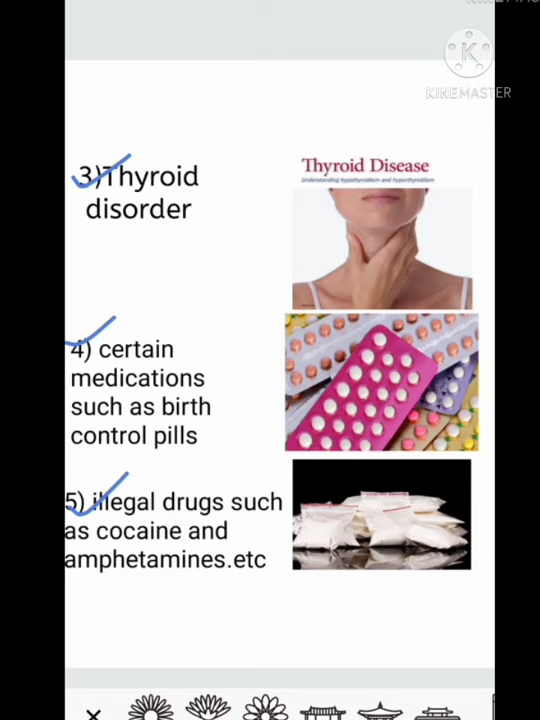 KINEMASTER
3)Thyroid
disorder
Thyroid Disease
Understanding hypothyroidism and hyperthyroidism
4) certain
medications
such as birth
control pills
5) illegal drugs such
as cocaine and
amphetamines.etc